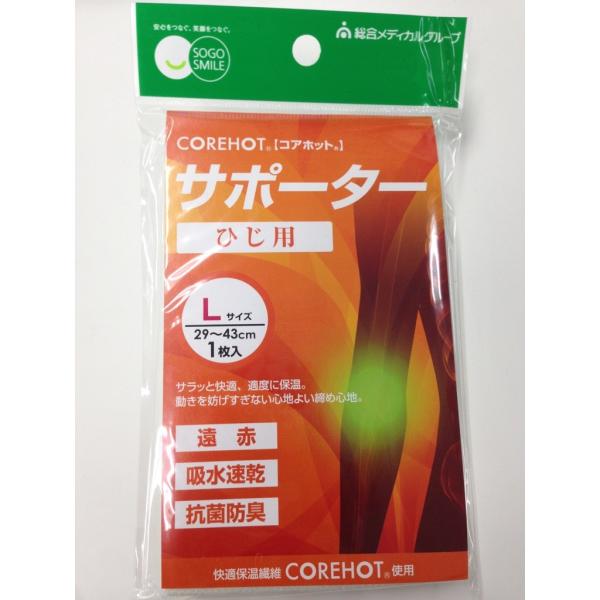 安心をつなぐ。笑顔をつなぐ。
SOGO
SMILE
総合メディカルグループ
COREHOT®【コアホット®】
サポーター
ひじ用
Lサイズ
29〜43cm
1枚入
サラッと快適、適度に保温。
動きを妨げすぎない心地よい締め心地。
遠赤
吸水速乾
抗菌防臭
快適保温繊維 COREHOT®使用